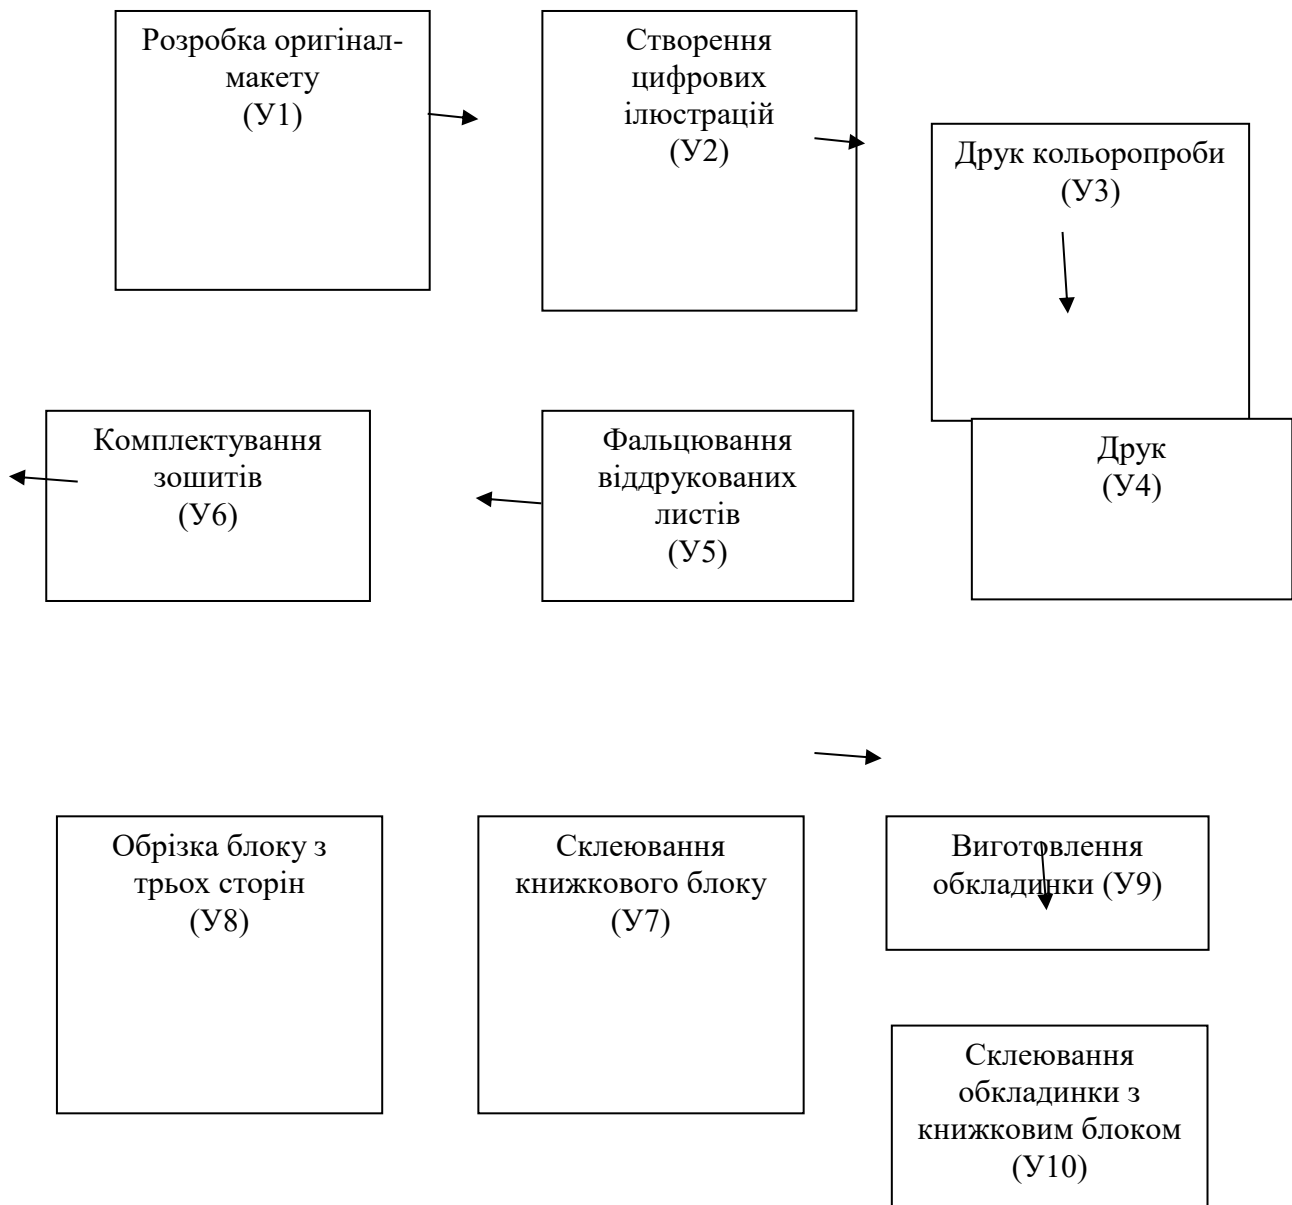 Розробка оригінал-
макету
(У1)
Створення
цифрових
ілюстрацій
(У2)
Друк кольоропроби
(У3)
Комплектування
зошитів
(У6)
Фальцювання
віддрукованих
листів
(У5)
Друк
(У4)
Обрізка блоку з
трьох сторін
(У8)
Склеювання
книжкового блоку
(У7)
Виготовлення
обкладинки (У9)
Склеювання
обкладинки з
книжковим блоком
(У10)